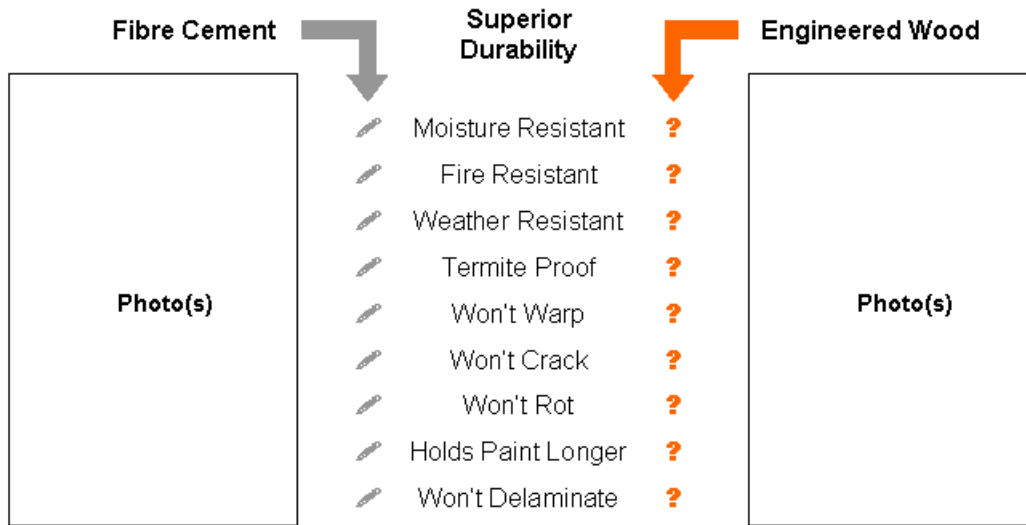 Fibre Cement
Superior
Durability
Engineered Wood
Photo(s)
Moisture Resistant ?
Fire Resistant ?
Weather Resistant ?
Termite Proof ?
Won't Warp ?
Won't Crack ?
Won't Rot ?
Holds Paint Longer ?
Won't Delaminate ?
Photo(s)